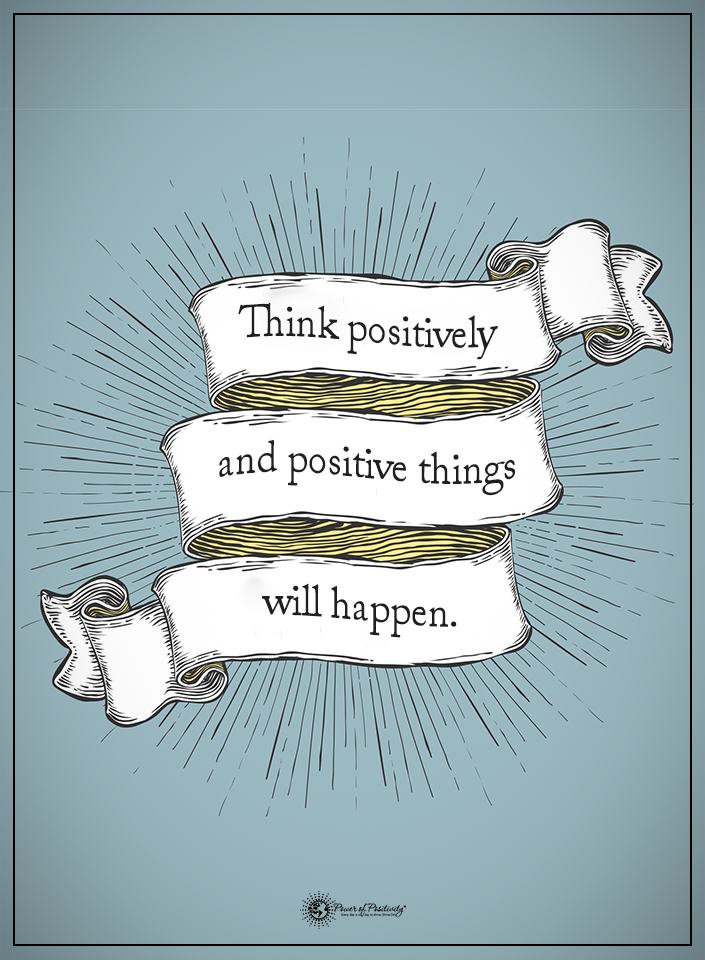 Think positively
and positive things
will happen.
Power of Positivity